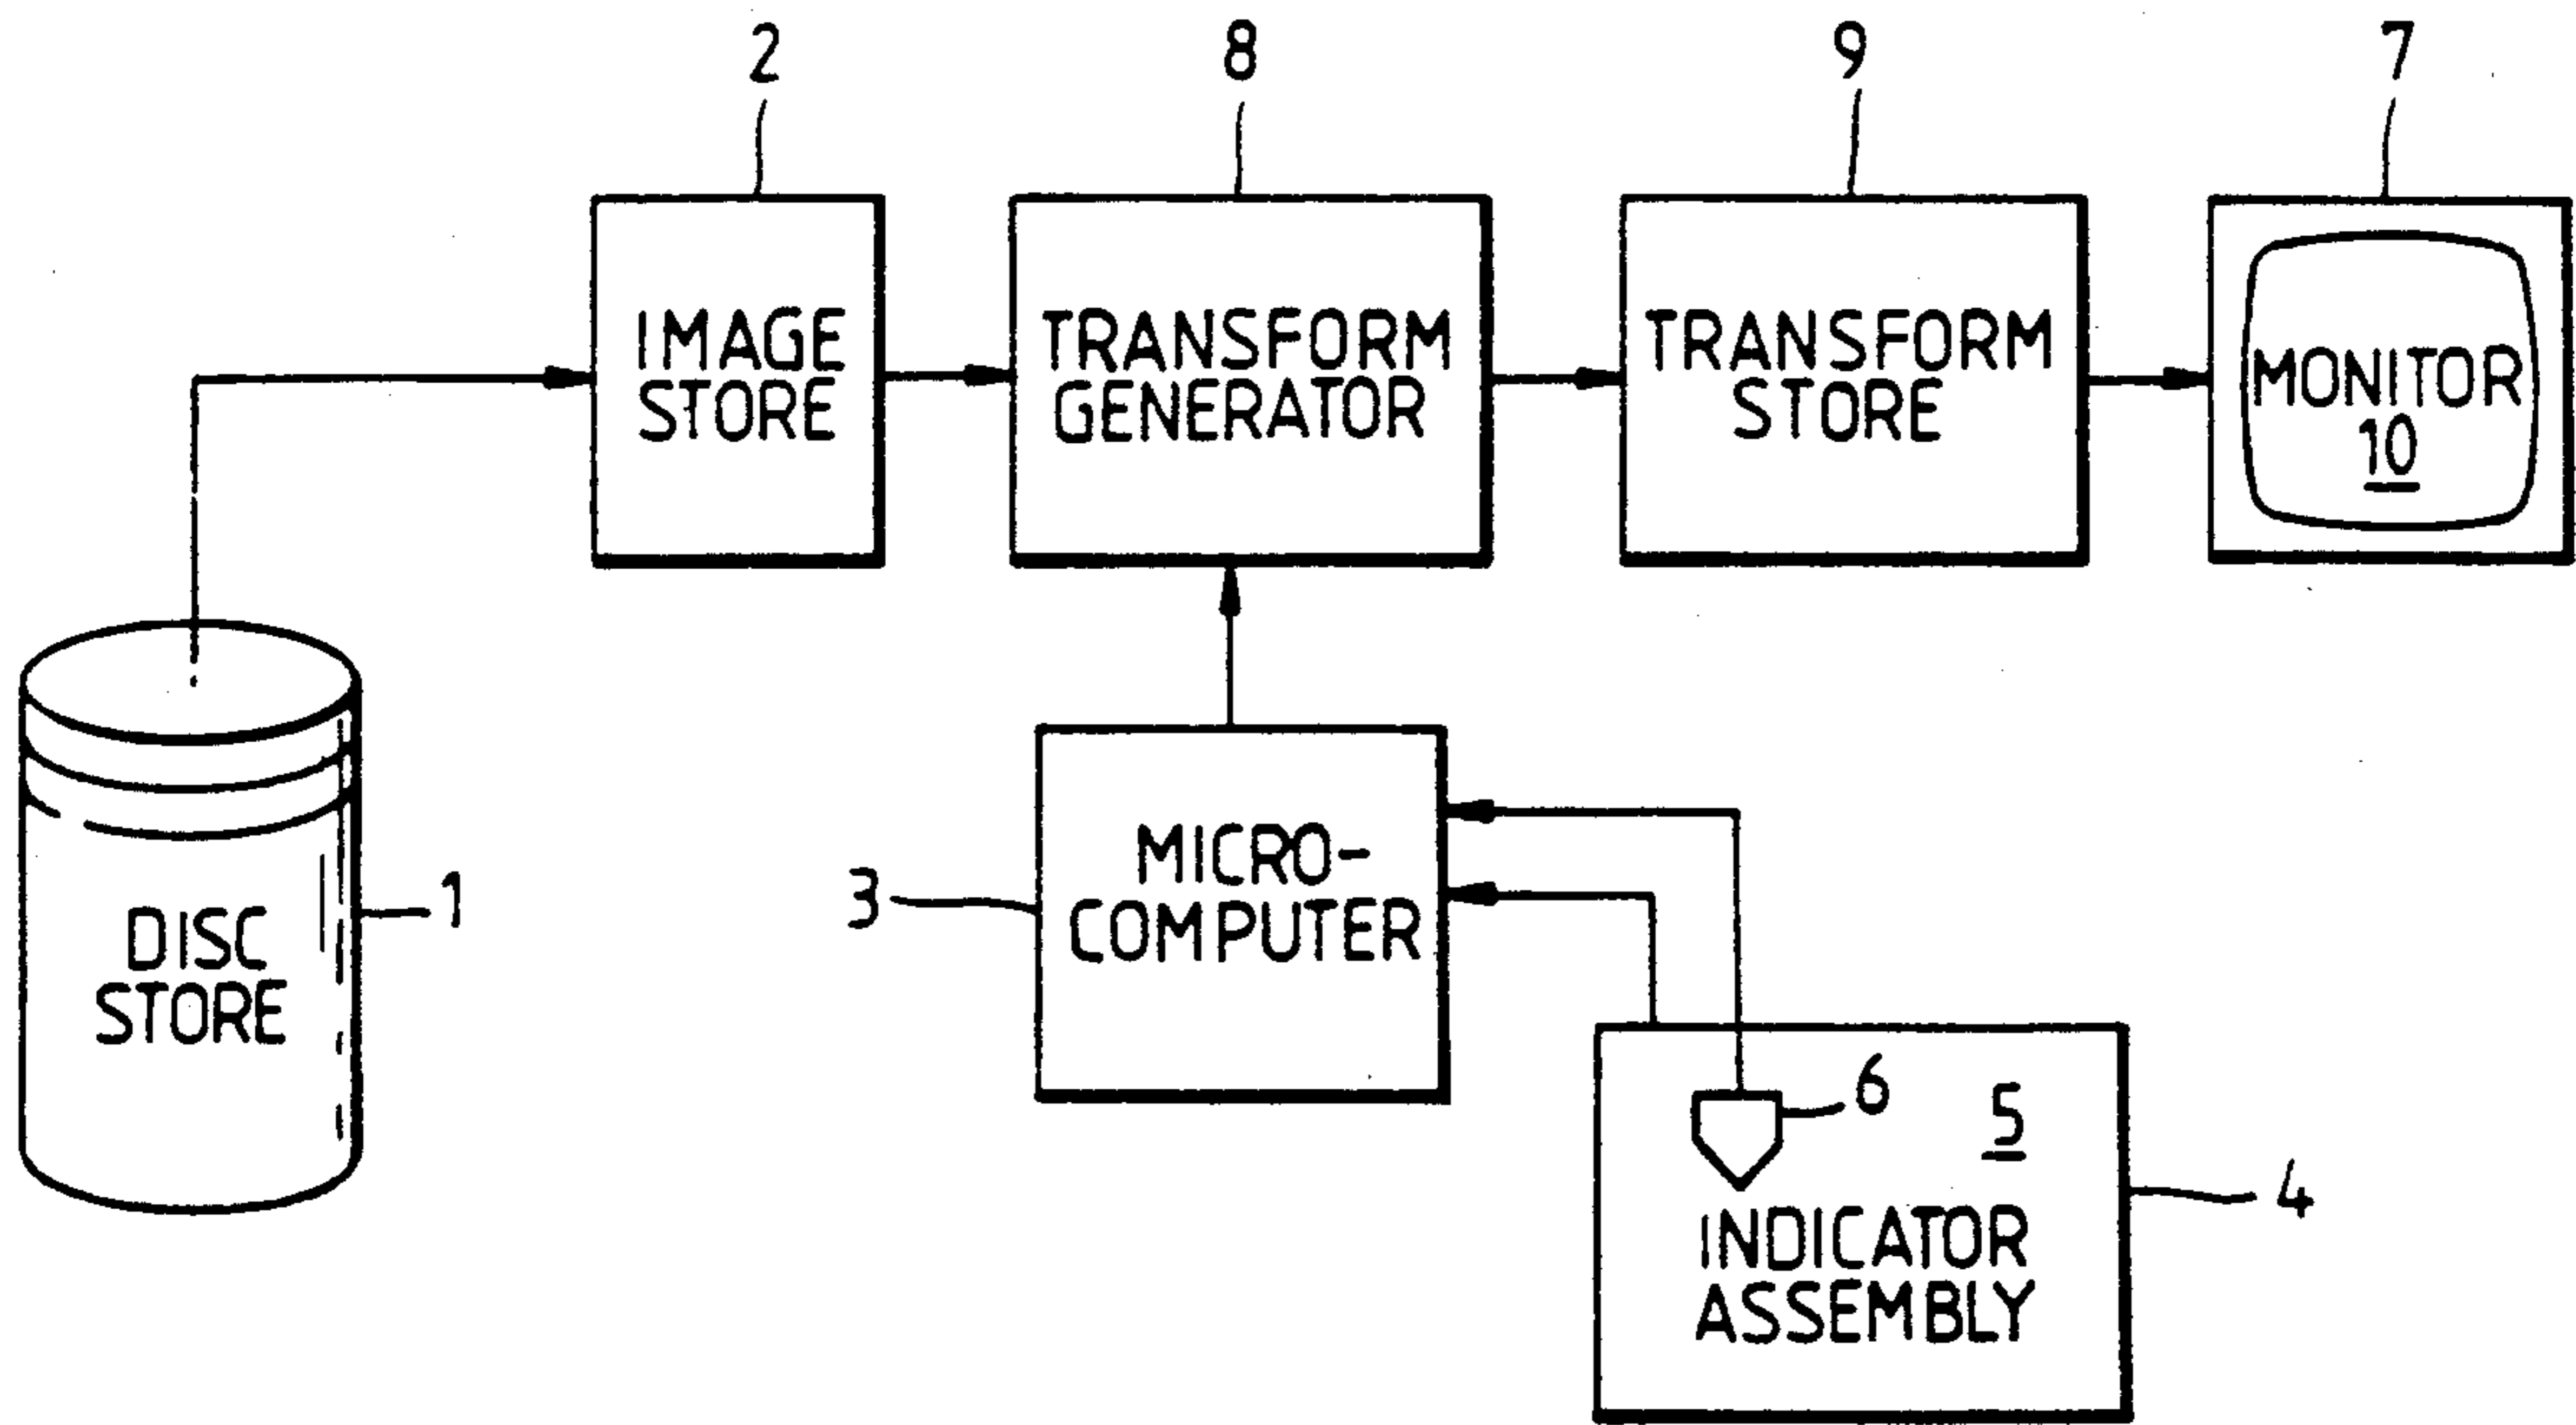 2
8
9
7
IMAGE
STORE
TRANSFORM
GENERATOR
TRANSFORM
STORE
MONITOR
10
DISC
STORE
1
3
MICRO-
COMPUTER
6
5
4
INDICATOR
ASSEMBLY